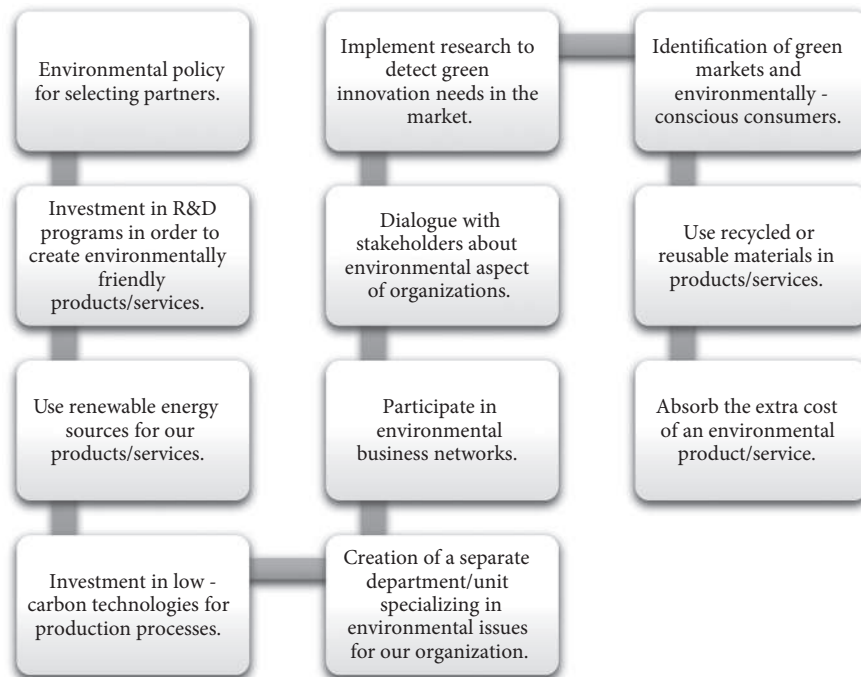 Environmental policy
for selecting partners.
Investment in R&D
programs in order to
create environmentally
friendly
products/services.
Use renewable energy
sources for our
products/services.
Investment in low -
carbon technologies for
production processes.
Creation of a separate
department/unit
specializing in
environmental issues
for our organization.
Participate in
environmental
business networks.
Dialogue with
stakeholders about
environmental aspect
of organizations.
Implement research to
detect green
innovation needs in the
market.
Identification of green
markets and
environmentally -
conscious consumers.
Use recycled or
reusable materials in
products/services.
Absorb the extra cost
of an environmental
product/service.